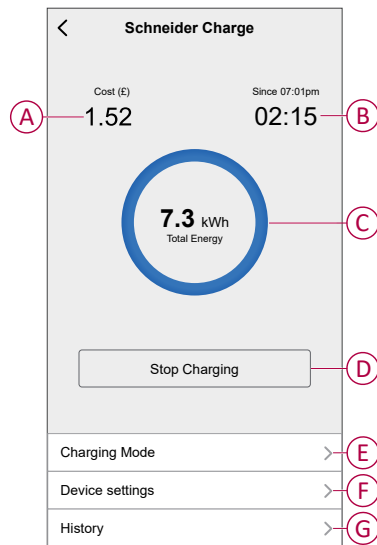 Schneider Charge
Cost (£)
Since 07:01pm
A
1.52
02:15
B
7.3 kWh
Total Energy
C
Stop Charging
D
Charging Mode
E
Device settings
F
History
G